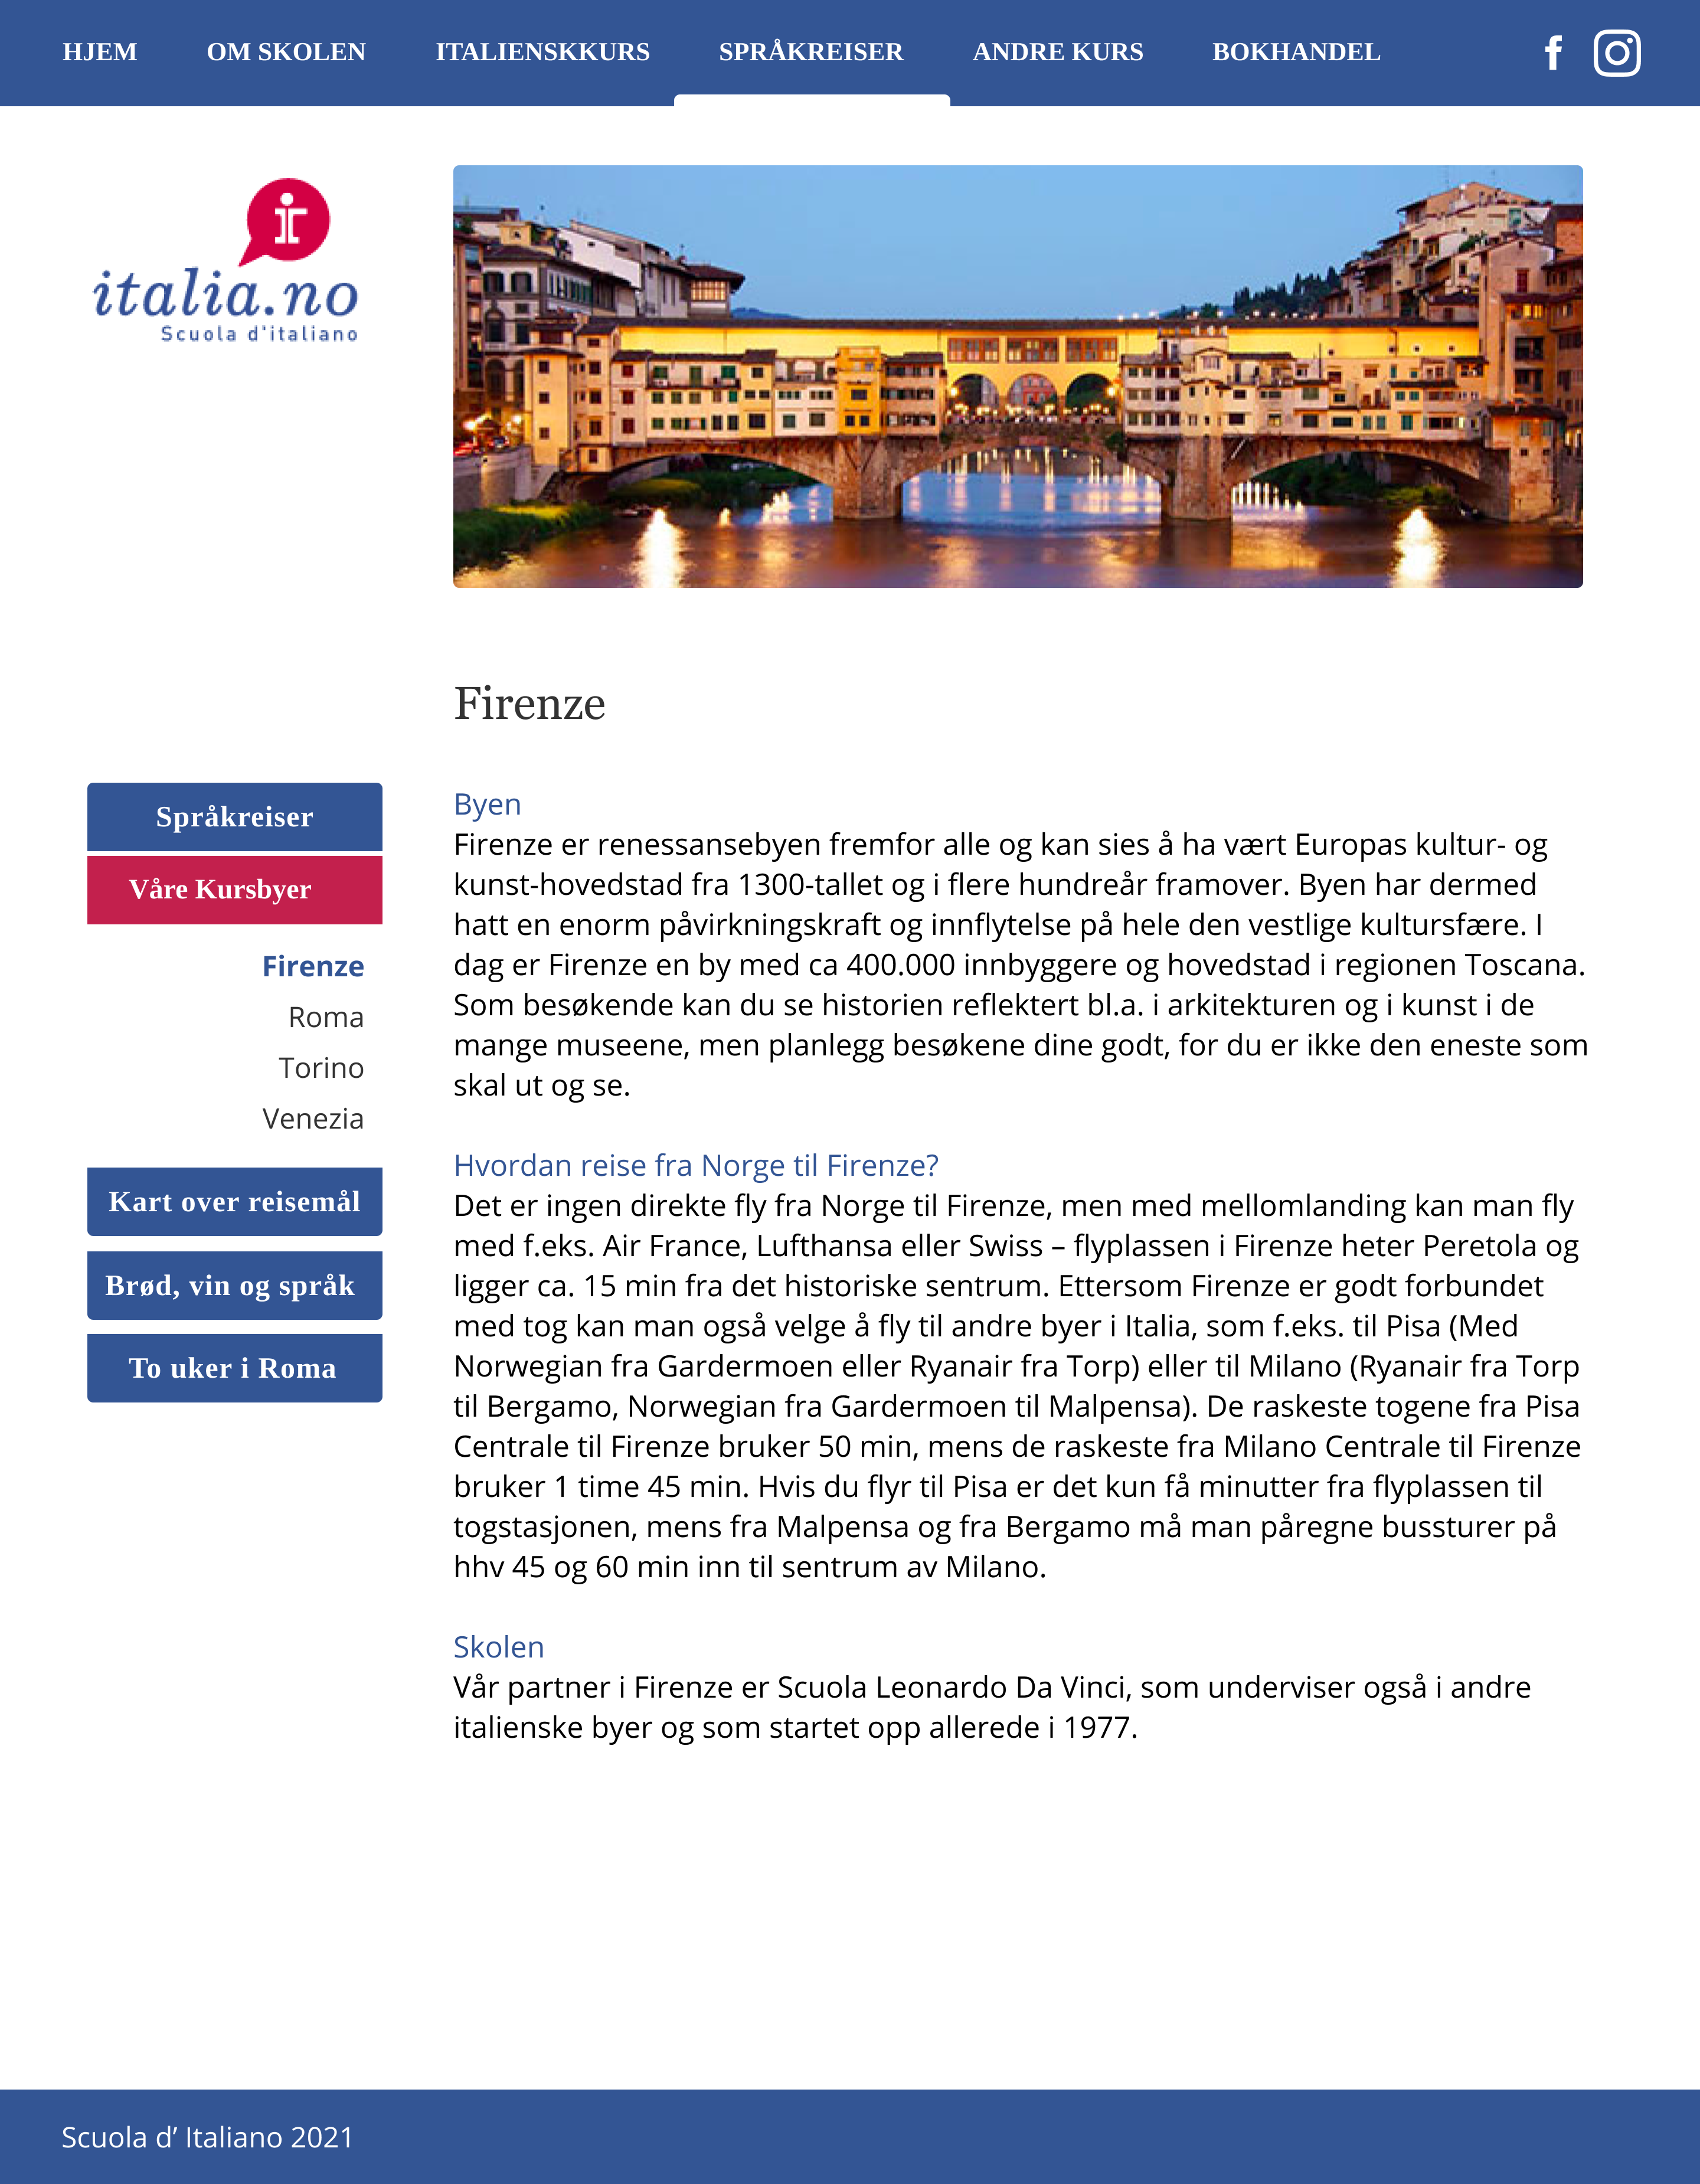 HJEM OM SKOLEN ITALIENSKKURS SPRÅKREISER ANDRE KURS BOKHANDEL
italia.no
Scuola d'italiano
Firenze
Språkreiser
Våre Kursbyer
Firenze
Roma
Torino
Venezia
Kart over reisemål
Brød, vin og språk
To uker i Roma
Byen
Firenze er renessansebyen fremfor alle og kan sies å ha vært Europas kultur- og
kunst-hovedstad fra 1300-tallet og i flere hundreår framover. Byen har dermed
hatt en enorm påvirkningskraft og innflytelse på hele den vestlige kultursfære. I
dag er Firenze en by med ca 400.000 innbyggere og hovedstad i regionen Toscana.
Som besøkende kan du se historien reflektert bl.a. i arkitekturen og i kunst i de
mange museene, men planlegg besøkene dine godt, for du er ikke den eneste som
skal ut og se.
Hvordan reise fra Norge til Firenze?
Det er ingen direkte fly fra Norge til Firenze, men med mellomlanding kan man fly
med f.eks. Air France, Lufthansa eller Swiss – flyplassen i Firenze heter Peretola og
ligger ca. 15 min fra det historiske sentrum. Ettersom Firenze er godt forbundet
med tog kan man også velge å fly til andre byer i Italia, som f.eks. til Pisa (Med
Norwegian fra Gardermoen eller Ryanair fra Torp) eller til Milano (Ryanair fra Torp
til Bergamo, Norwegian fra Gardermoen til Malpensa). De raskeste togene fra Pisa
Centrale til Firenze bruker 50 min, mens de raskeste fra Milano Centrale til Firenze
bruker 1 time 45 min. Hvis du flyr til Pisa er det kun få minutter fra flyplassen til
togstasjonen, mens fra Malpensa og fra Bergamo må man påregne bussturer på
hhv 45 og 60 min inn til sentrum av Milano.
Skolen
Vår partner i Firenze er Scuola Leonardo Da Vinci, som underviser også i andre
italienske byer og som startet opp allerede i 1977.
Scuola d’ Italiano 2021